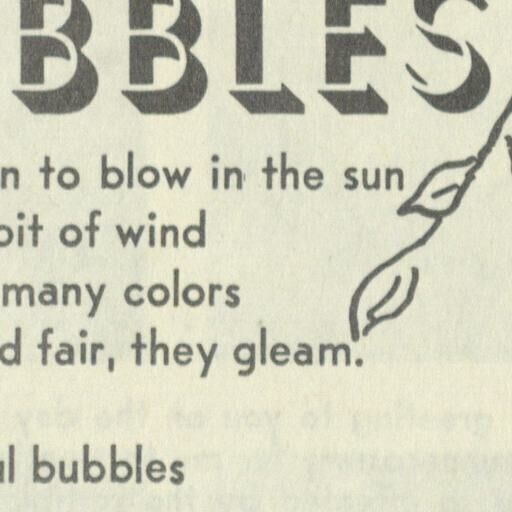 BBLES
n to blow in the sun
bit of wind
many colors
d fair, they gleam.
ul bubbles